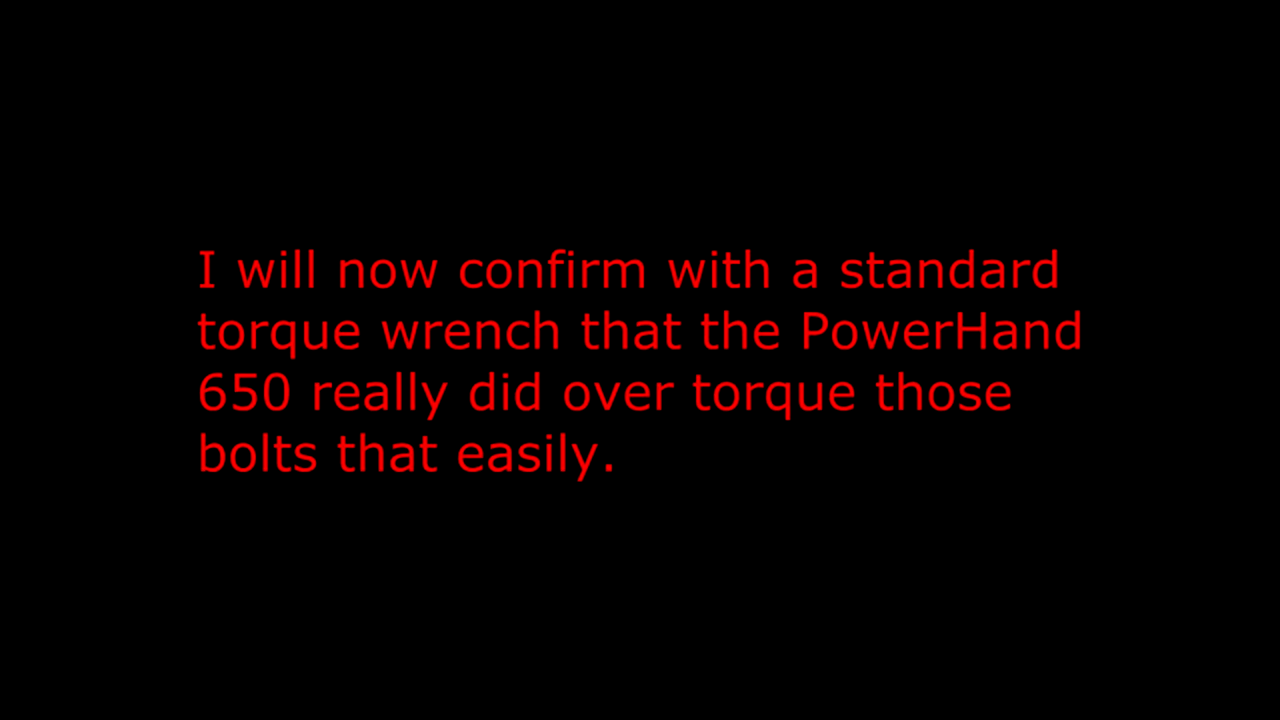 I will now confirm with a standard
torque wrench that the PowerHand
650 really did over torque those
bolts that easily.